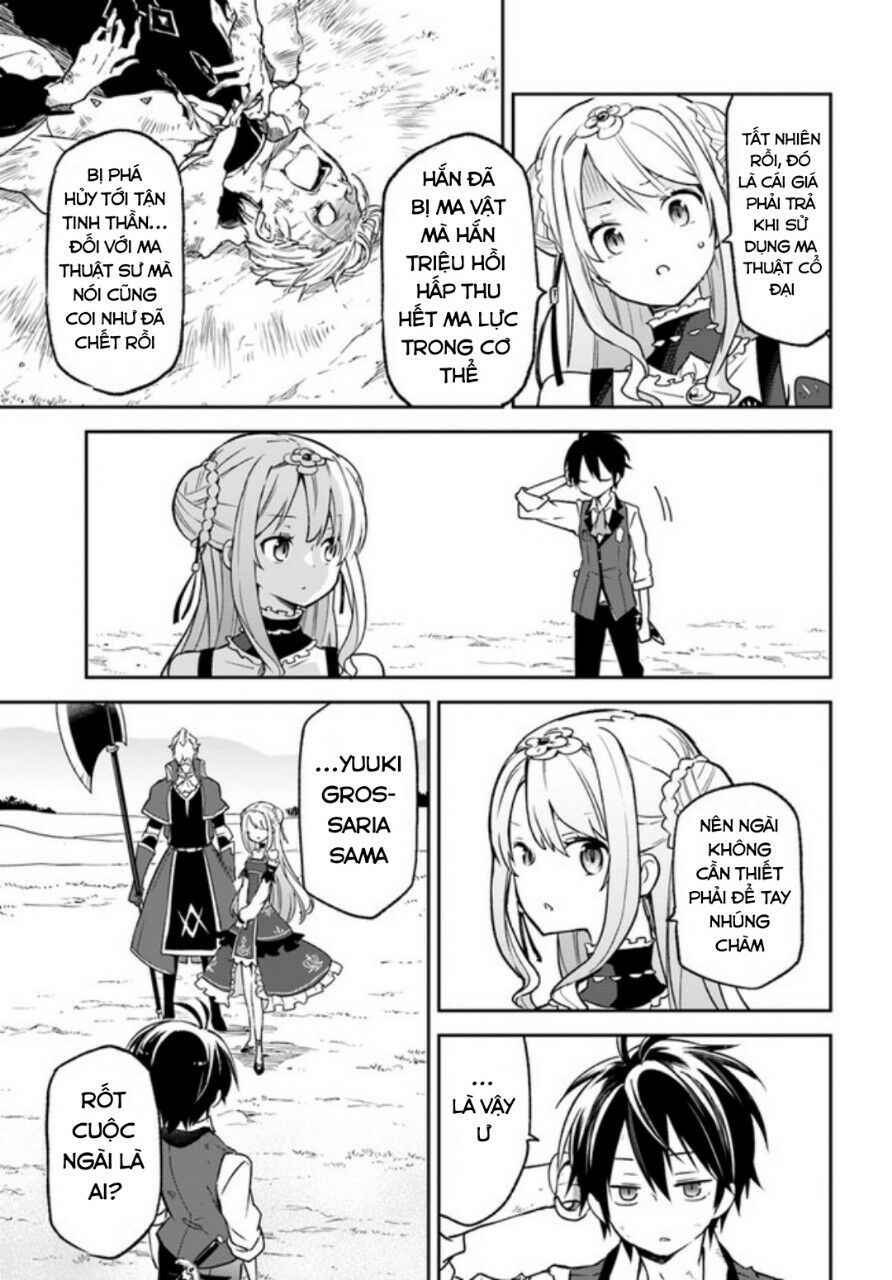 TẤT NHIÊN
RỒI, ĐÓ
LÀ CÁI GIÁ
PHẢI TRẢ
KHI SỬ
DỤNG MA
THUẬT CỔ
ĐẠI
HẮN ĐÃ
BỊ MA VẬT
MÀ HẮN
TRIỆU HỒI
HẤP THU
HẾT MA LỰC
TRONG CƠ
THỂ
BỊ PHÁ
HỦY TỚI TẬN
TINH THẦN...
ĐỐI VỚI MA
THUẬT SƯ MÀ
NÓI CŨNG
COI NHƯ ĐÃ
CHẾT RỒI
NÊN NGÀI
KHÔNG
CẦN THIẾT
PHẢI ĐỂ TAY
NHÚNG
CHÀM
...
LÀ VẬY
Ư
...YUUKI
GROS-
SARIA
SAMA
RỐT
CUỘC
NGÀI LÀ
AI?